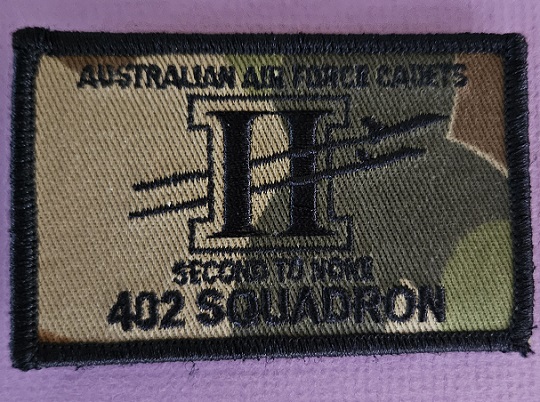 AUSTRALIAN AIR FORCE CADETS
II
SECOND TO NONE
402 SQUADRON